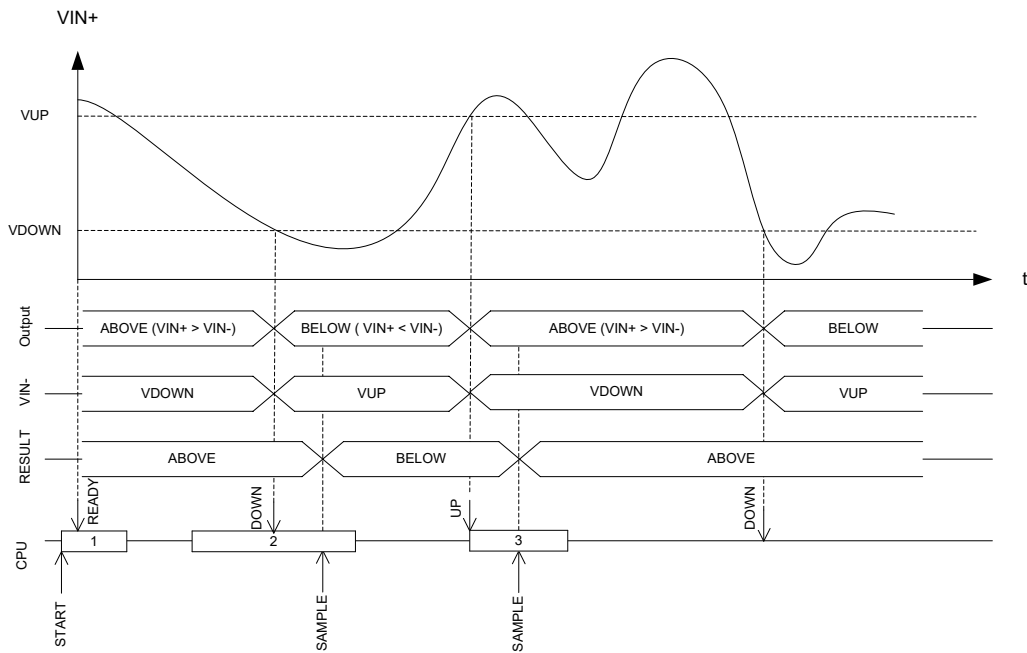 VIN+
VUP
VDOWN
t
Output
ABOVE (VIN+ > VIN-)
BELOW ( VIN+ < VIN-)
ABOVE (VIN+ > VIN-)
BELOW
VIN-
VDOWN
VUP
VDOWN
VUP
RESULT
ABOVE
BELOW
ABOVE
READY
DOWN
UP
DOWN
CPU
1
2
3
START
SAMPLE
SAMPLE